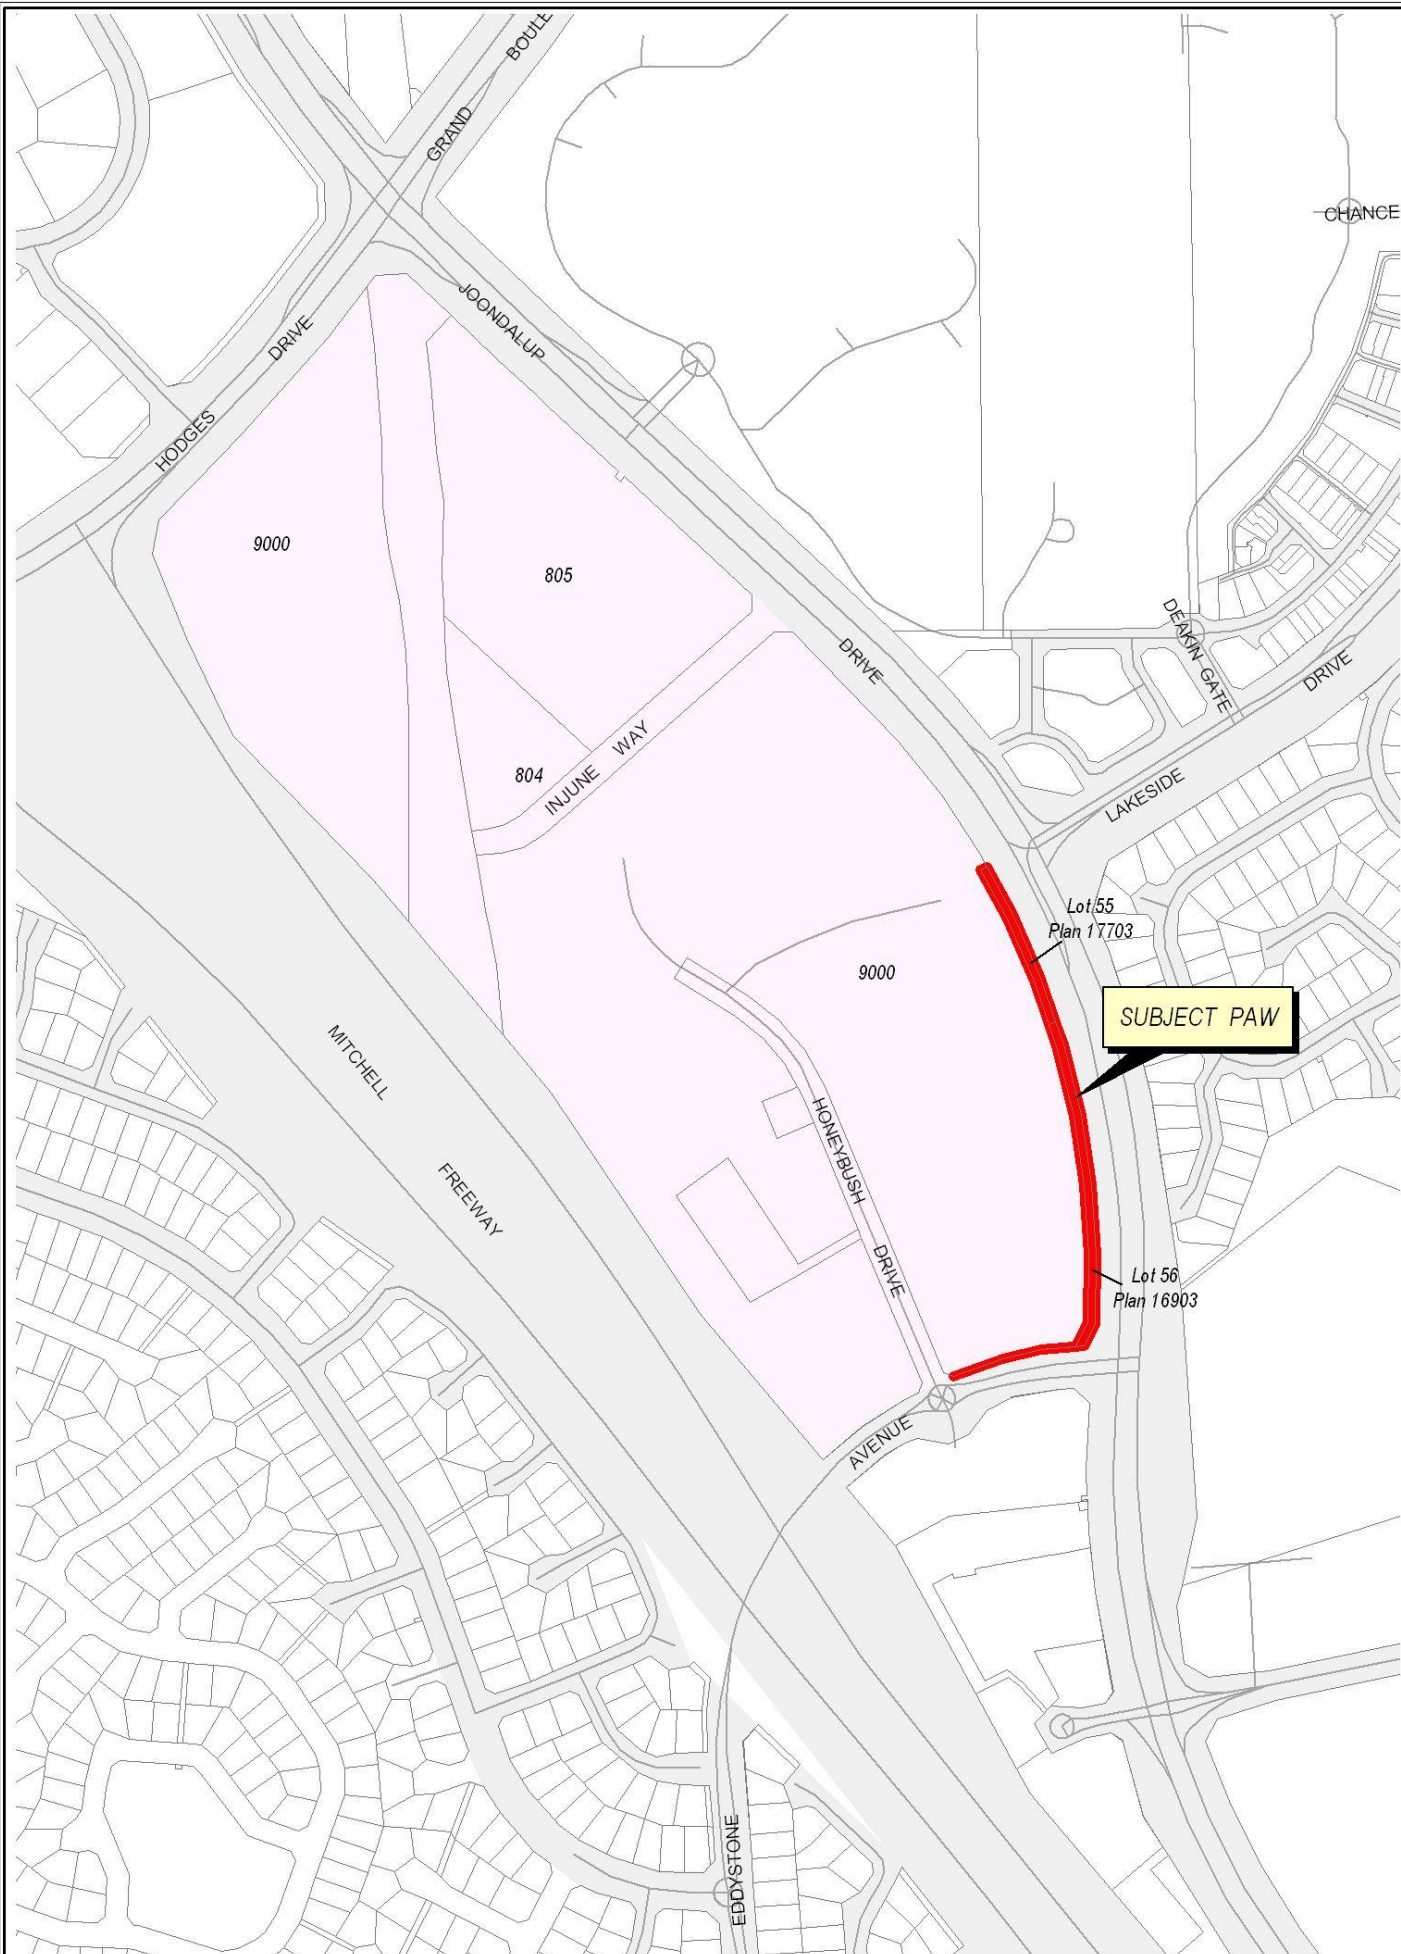 BOULE
GRAND
CHANCE
JOONDALUP
DRIVE
HODGES
9000
805
DEAKIN GATE
DRIVE
DRIVE
INJUNE WAY
804
LAKESIDE
Lot 55
Plan 17703
9000
SUBJECT PAW
MITCHELL
HONEYBUSH
FREEWAY
DRIVE
Lot 56
Plan 16903
AVENUE
EDDYSTONE